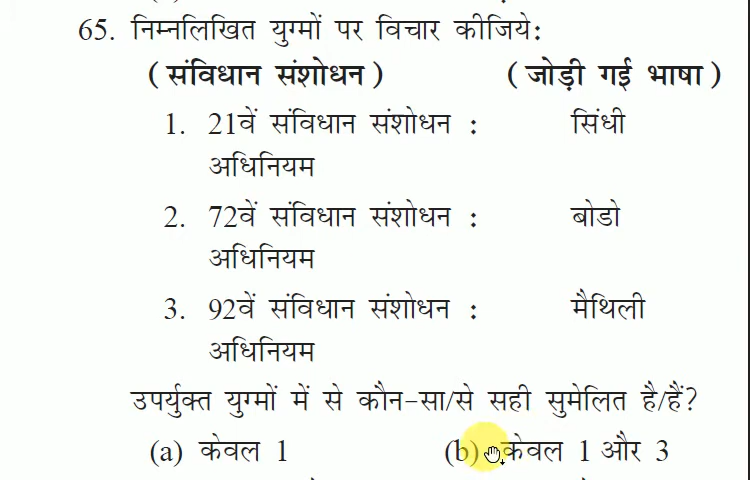 65. निम्नलिखित युग्मों पर विचार कीजिये:
(संविधान संशोधन) (जोड़ी गई भाषा)
1. 21वें संविधान संशोधन : सिंधी
अधिनियम
2. 72वें संविधान संशोधन : बोडो
अधिनियम
3. 92वें संविधान संशोधन : मैथिली
अधिनियम
उपर्युक्त युग्मों में से कौन-सा/से सही सुमेलित है/हैं?
(a) केवल 1 (b) केवल 1 और 3